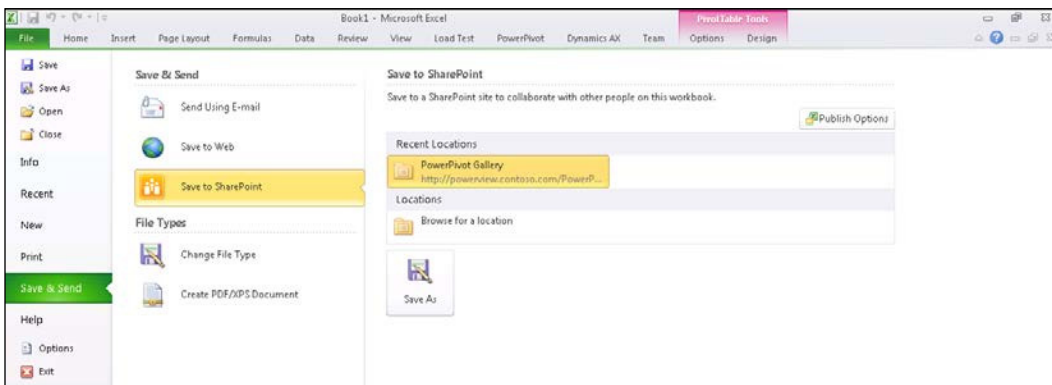 Book1 - Microsoft Excel
PivotTable Tools
File Home Insert Page Layout Formulas Data Review View Load Test PowerPivot Dynamics AX Team Options Design
Save
Save As
Open
Close
Info
Recent
New
Print
Save & Send
Help
Options
Exit
Save & Send
Send Using E-mail
Save to Web
Save to SharePoint
File Types
Change File Type
Create PDF/XPS Document
Save to SharePoint
Save to a SharePoint site to collaborate with other people on this workbook.
Publish Options
Recent Locations
PowerPivot Gallery
http://powerview.contoso.com/PowerP...
Locations
Browse for a location
Save As